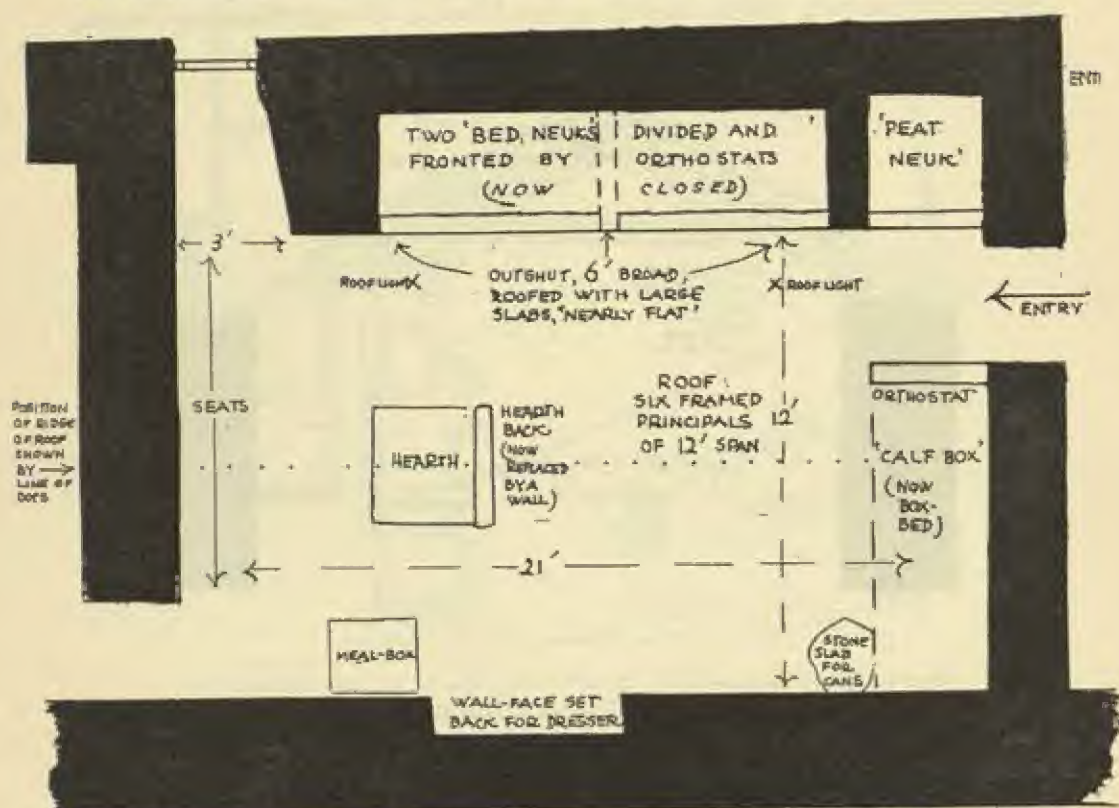 ENT
TWO 'BED, NEUKS'
FRONTED BY
(NOW
DIVIDED AND
ORTHOSTATS
CLOSED)
'PEAT
NEUK'
3'
ROOFLIGHT X
OUTSHUT, 6' BROAD,
ROOFED WITH LARGE
SLABS, 'NEARLY FLAT'
X ROOF LIGHT
ENTRY
SEATS
POSITION
OF RIDGE
OF ROOF
SHOWN
BY
LINE OF
DOTS
HEARTH
HEARTH
BACK
(NOW
REPLACED
BY A
WALL)
ROOF:
SIX FRAMED
PRINCIPALS
OF 12' SPAN
12'
ORTHOSTAT
'CALF BOX'
(NOW
BOX-
BED)
21'
MEAL-BOX
STONE
SLAB
FOR
CANS
WALL-FACE SET
BACK FOR DRESSER